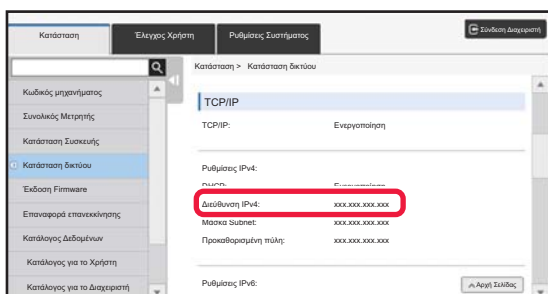 Κατάσταση
Έλεγχος Χρήστη
Ρυθμίσεις Συστήματος
Σύνδεση Διαχειριστή
Κατάσταση > Κατάσταση δικτύου
Κωδικός μηχανήματος
Συνολικός Μετρητής
Κατάσταση Συσκευής
Κατάσταση δικτύου
Έκδοση Firmware
Επαναφορά επανεκκίνησης
Κατάλογος Δεδομένων
Κατάλογος για το Χρήστη
Κατάλογος για το Διαχειριστή
TCP/IP
TCP/IP: Ενεργοποίηση
Ρυθμίσεις IPv4:
DHCP: Ενεργοποίηση
Διεύθυνση IPv4: xxx.xxx.xxx.xxx
Μάσκα Subnet: xxx.xxx.xxx.xxx
Προκαθορισμένη πύλη: xxx.xxx.xxx.xxx
Ρυθμίσεις IPv6:
Αρχή Σελίδας